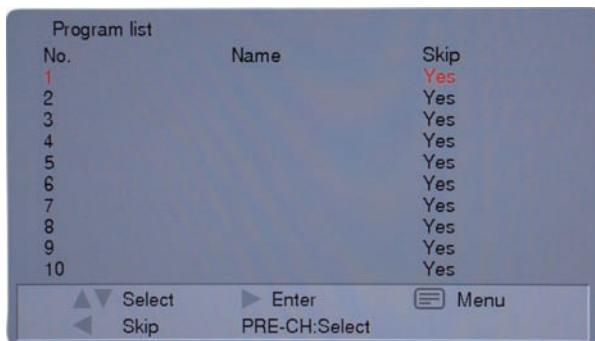 Program list
No. Name Skip
1 Yes
2 Yes
3 Yes
4 Yes
5 Yes
6 Yes
7 Yes
8 Yes
9 Yes
10 Yes
Select Enter Menu
Skip PRE-CH:Select